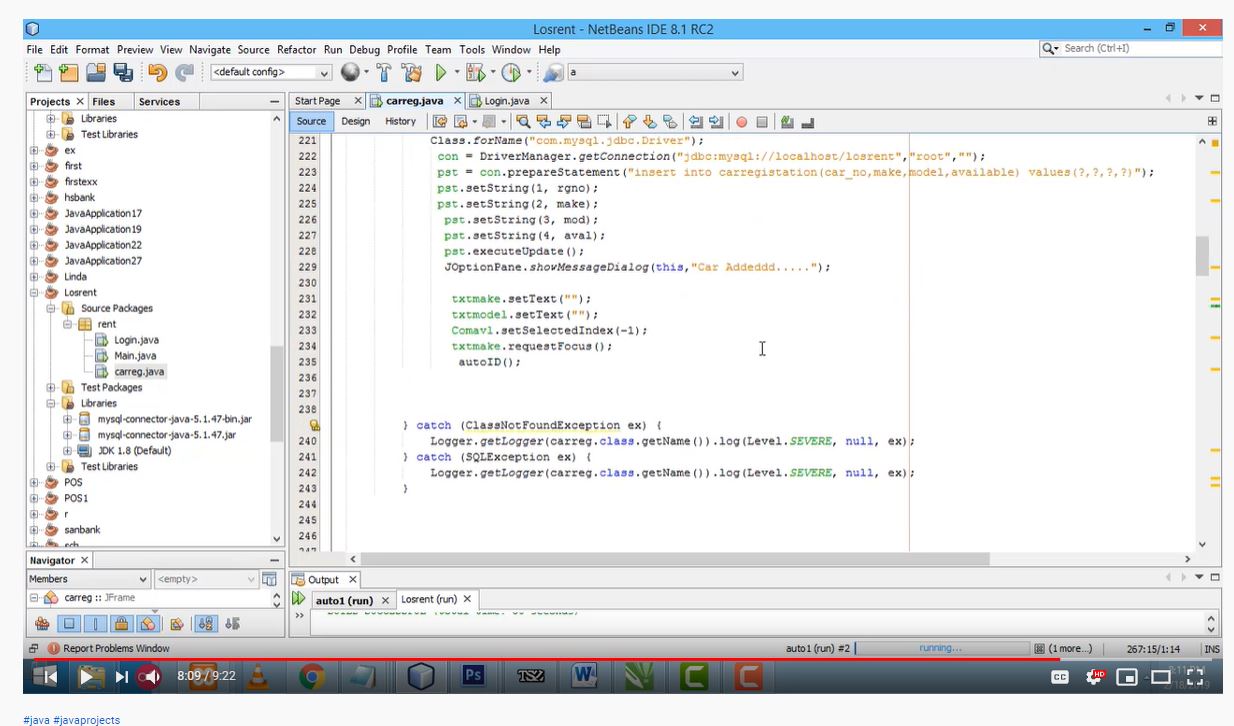 Losrent - NetBeans IDE 8.1 RC2
File Edit Format Preview View Navigate Source Refactor Run Debug Profile Team Tools Window Help
Search (Ctrl+I)
<default config>
a
Projects
Files
Services
Libraries
Test Libraries
ex
first
firstexx
hsbank
JavaApplication17
JavaApplication19
JavaApplication22
JavaApplication27
Linda
Losrent
Source Packages
rent
Login.java
Main.java
carreg.java
Test Packages
Libraries
mysql-connector-java-5.1.47-bin.jar
mysql-connector-java-5.1.47.jar
JDK 1.8 (Default)
Test Libraries
POS
POS1
r
sanbank
Navigator
Members
<empty>
carreg :: JFrame
Start Page
carreg.java
Login.java
Source
Design
History
221 Class.forName("com.mysql.jdbc.Driver");
222 con = DriverManager.getConnection("jdbc:mysql://localhost/losrent","root","");
223 pst = con.prepareStatement("insert into carregistation(car_no,make,model,available) values(?,?,?,?)");
224 pst.setString(1, rgno);
225 pst.setString(2, make);
226 pst.setString(3, mod);
227 pst.setString(4, aval);
228 pst.executeUpdate();
229 JOptionPane.showMessageDialog(this,"Car Addeddd.....");
230
231 txtmake.setText("");
232 txtmodel.setText("");
233 Comavl.setSelectedIndex(-1);
234 txtmake.requestFocus();
235 autoID();
236
237
238
} catch (ClassNotFoundException ex) {
240 Logger.getLogger(carreg.class.getName()).log(Level.SEVERE, null, ex);
241 } catch (SQLException ex) {
242 Logger.getLogger(carreg.class.getName()).log(Level.SEVERE, null, ex);
243 }
244
245
246
Output
auto1 (run)
Losrent (run)
Report Problems Window
auto1 (run) #2
running...
(1 more...)
267:15/1:14
INS
8:09 / 9:22
Ps
TS2
W
CC
HD
2/18/2019
#java #javaprojects